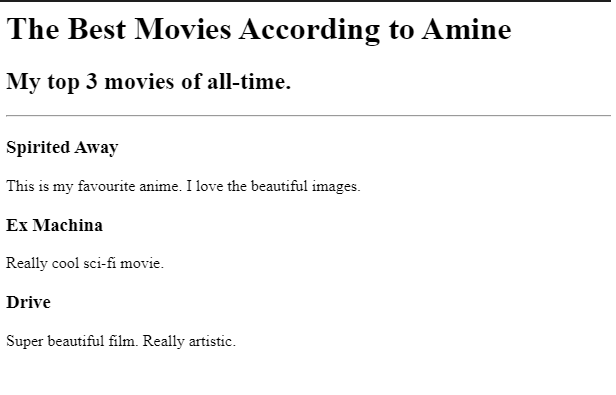 The Best Movies According to Amine
My top 3 movies of all-time.
Spirited Away
This is my favourite anime. I love the beautiful images.
Ex Machina
Really cool sci-fi movie.
Drive
Super beautiful film. Really artistic.